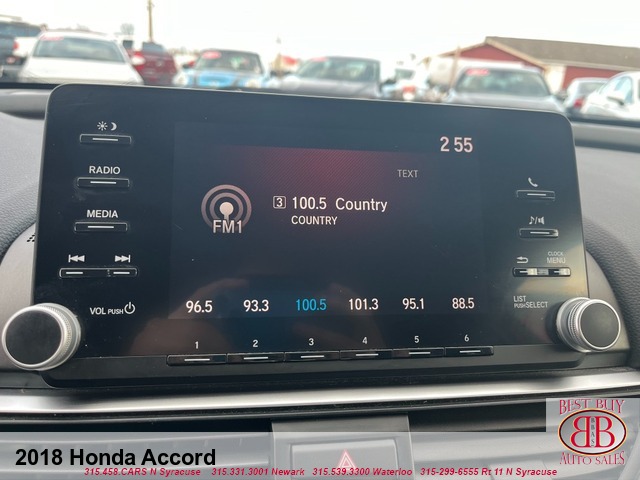 2 55
RADIO
TEXT
3 100.5 Country
COUNTRY
MEDIA
FM1
CLOCK
MENU
VOL PUSH
96.5 93.3 100.5 101.3 95.1 88.5
LIST
PUSH SELECT
1 2 3 4 5 6
BEST BUY
BB
AUTO SALES
2018 Honda Accord
315.458.CARS N Syracuse 315.331.3001 Newark 315.539.3300 Waterloo 315-299-6555 Rt 11 N Syracuse